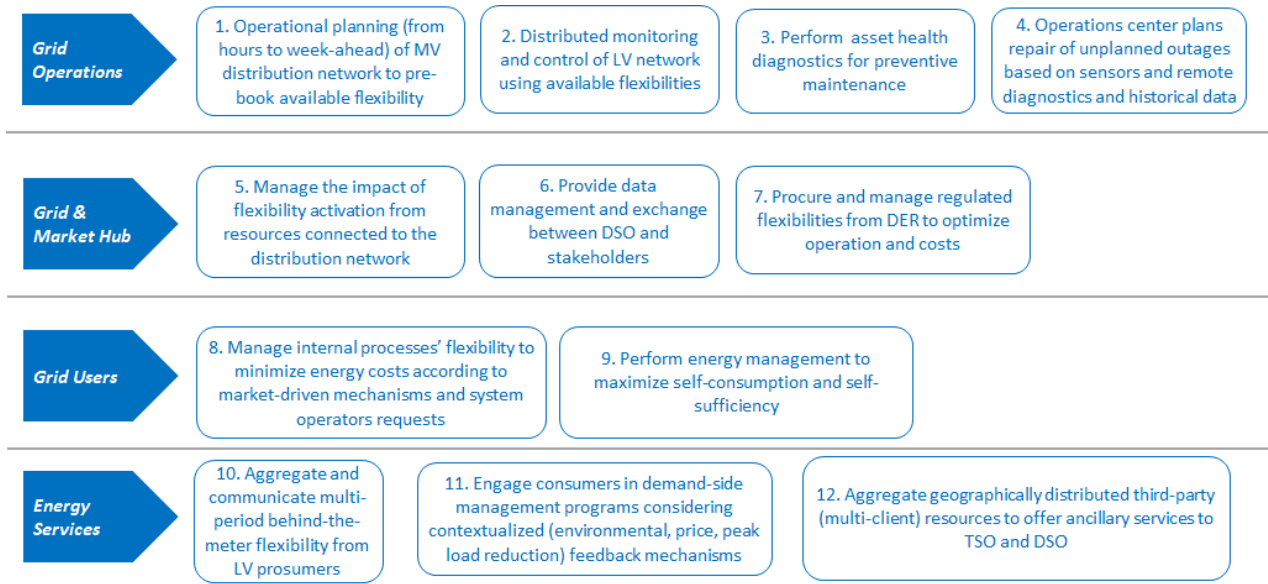 Grid
Operations
1. Operational planning (from
hours to week-ahead) of MV
distribution network to pre-
book available flexibility
2. Distributed monitoring
and control of LV network
using available flexibilities
3. Perform  asset health
diagnostics for preventive
maintenance
4. Operations center plans
repair of unplanned outages
based on sensors and remote
diagnostics and historical data
Grid &
Market Hub
5. Manage the impact of
flexibility activation from
resources connected to the
distribution network
6. Provide data
management and exchange
between DSO and
stakeholders
7. Procure and manage regulated
flexibilities from DER to optimize
operation and costs
Grid Users
8. Manage internal processes’ flexibility to
minimize energy costs according to
market-driven mechanisms and system
operators requests
9. Perform energy management to
maximize self-consumption and self-
sufficiency
Energy
Services
10. Aggregate and
communicate multi-
period behind-the-
meter flexibility from
LV prosumers
11. Engage consumers in demand-side
management programs considering
contextualized (environmental, price, peak
load reduction) feedback mechanisms
12. Aggregate geographically distributed third-party
(multi-client) resources to offer ancillary services to
TSO and DSO